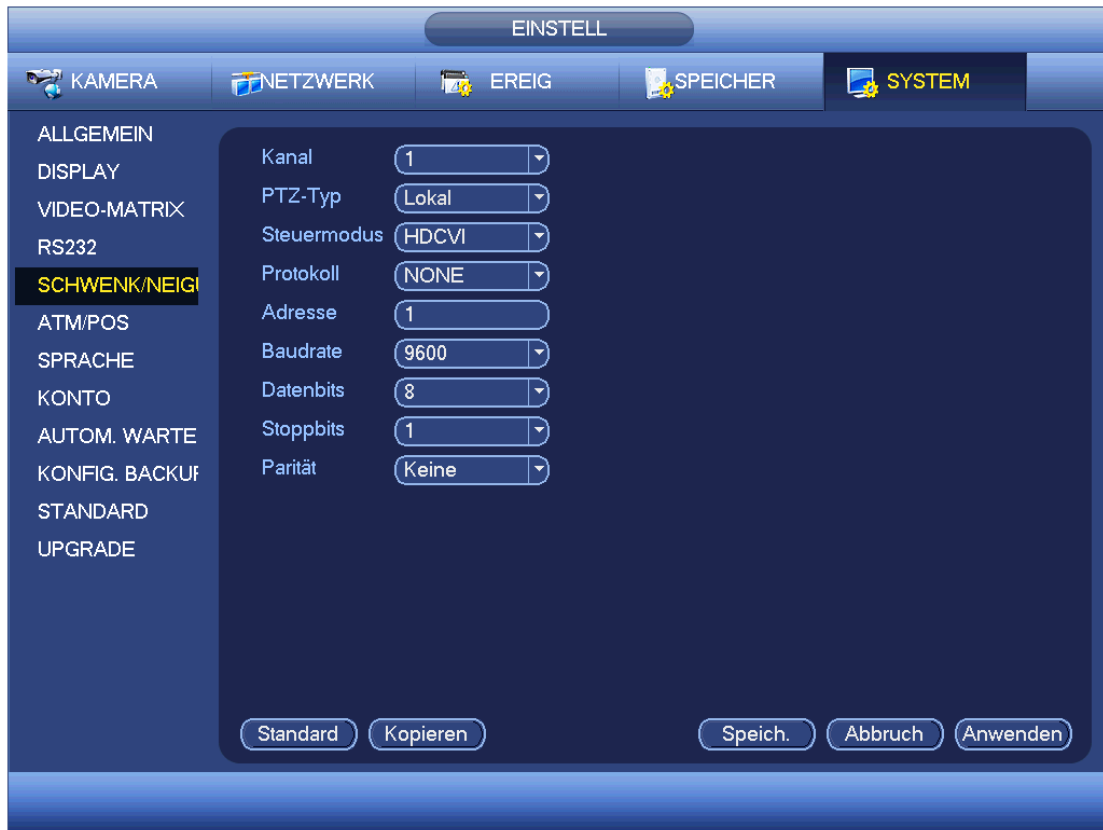 EINSTELL
KAMERA NETZWERK EREIG SPEICHER SYSTEM
ALLGEMEIN
DISPLAY
VIDEO-MATRIX
RS232
SCHWENK/NEIGU
ATM/POS
SPRACHE
KONTO
AUTOM. WARTE
KONFIG. BACKUP
STANDARD
UPGRADE
Kanal 1
PTZ-Typ Lokal
Steuermodus HDCVI
Protokoll NONE
Adresse 1
Baudrate 9600
Datenbits 8
Stoppbits 1
Parität Keine
Standard Kopieren Speich. Abbruch Anwenden